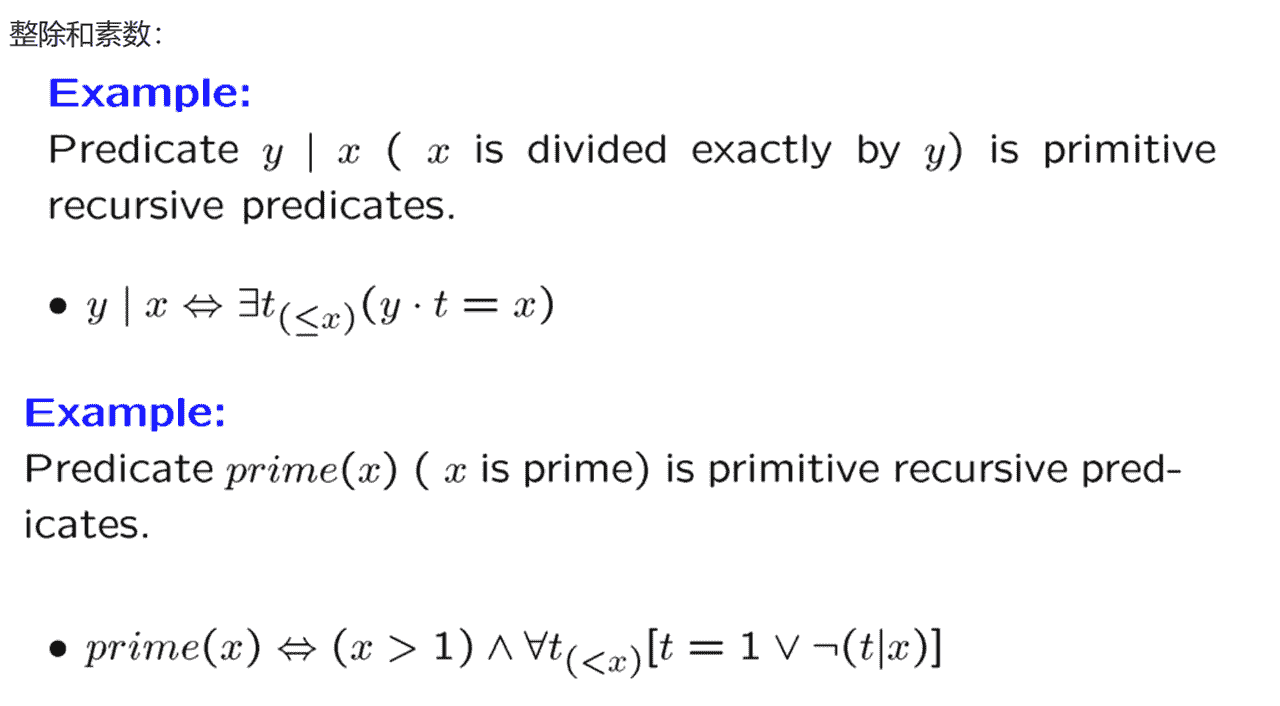 整除和素数：
Example:
Predicate y | x ( x is divided exactly by y) is primitive
recursive predicates.
• y | x ⇔ ∃t(≤x)(y · t = x)
Example:
Predicate prime(x) ( x is prime) is primitive recursive pred-
icates.
• prime(x) ⇔ (x > 1) ∧ ∀t(<x)[t = 1 ∨ ¬(t|x)]